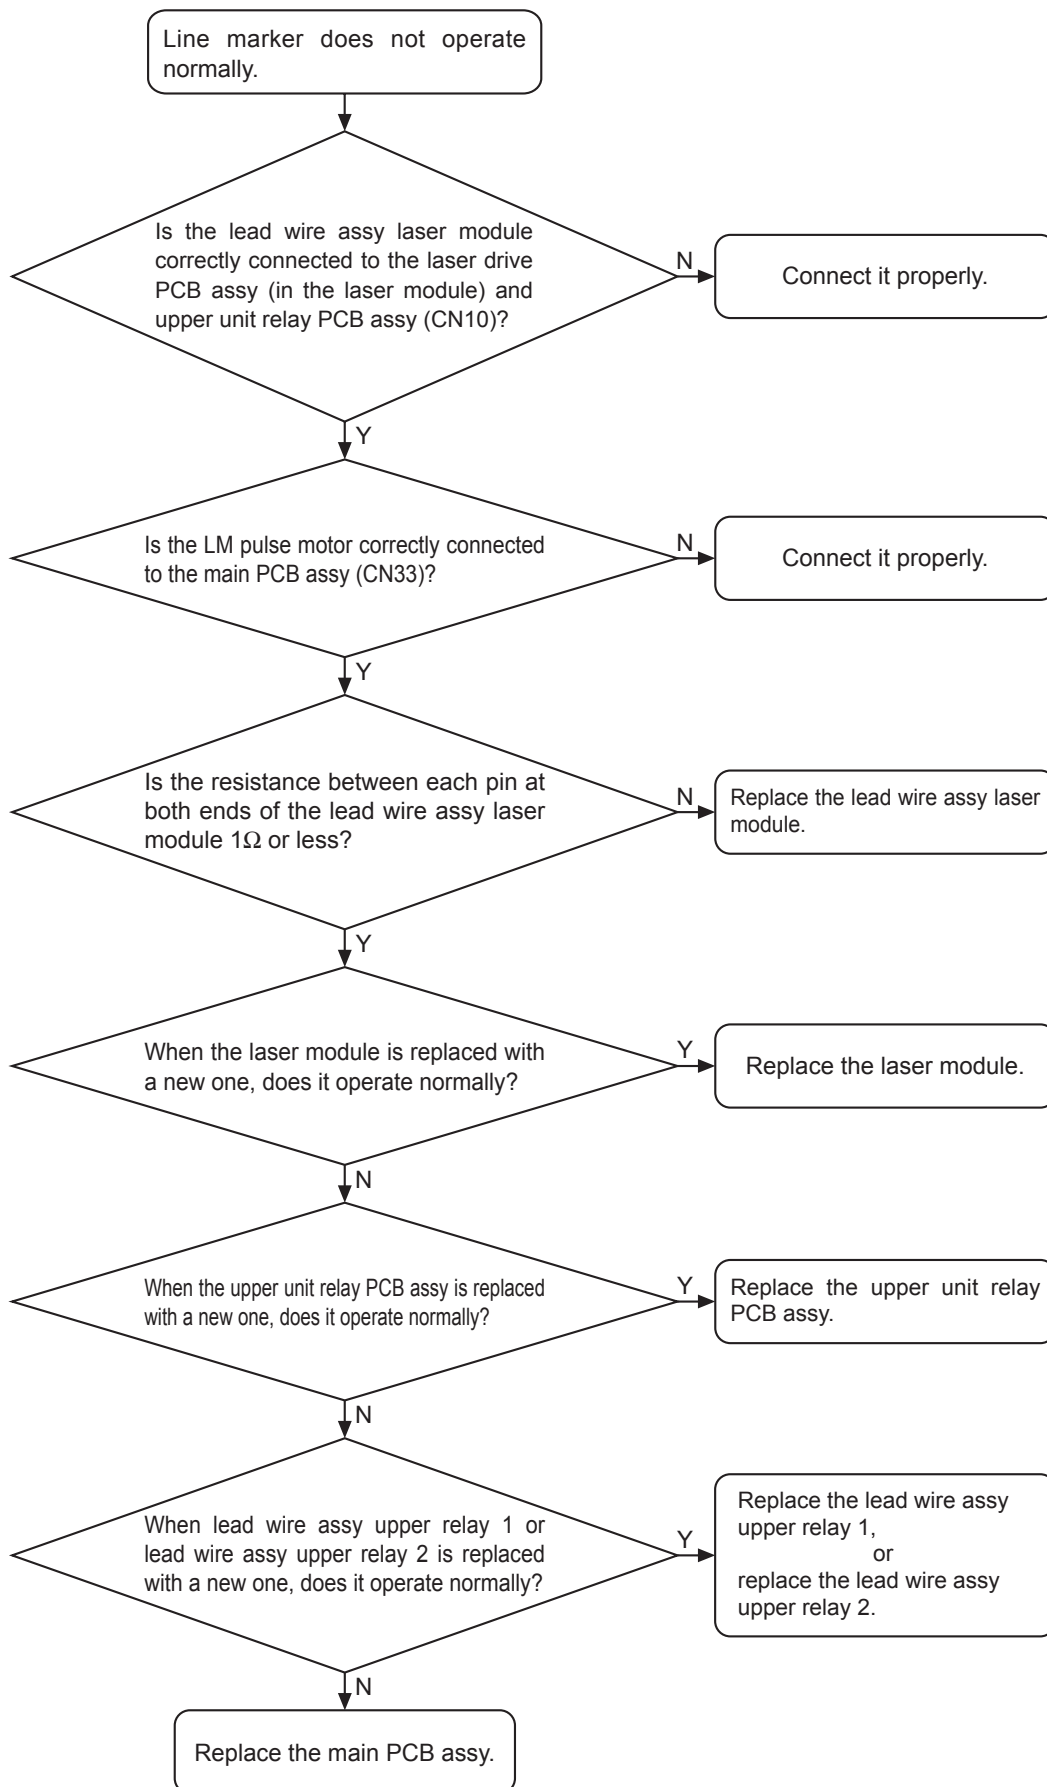 Line marker does not operate
normally.
Is the lead wire assy laser module
correctly connected to the laser drive
PCB assy (in the laser module) and
upper unit relay PCB assy (CN10)?
N
Connect it properly.
Y
Is the LM pulse motor correctly connected
to the main PCB assy (CN33)?
N
Connect it properly.
Y
Is the resistance between each pin at
both ends of the lead wire assy laser
module 1Ω or less?
N
Replace the lead wire assy laser
module.
Y
When the laser module is replaced with
a new one, does it operate normally?
Y
Replace the laser module.
N
When the upper unit relay PCB assy is replaced
with a new one, does it operate normally?
Y
Replace the upper unit relay
PCB assy.
N
When lead wire assy upper relay 1 or
lead wire assy upper relay 2 is replaced
with a new one, does it operate normally?
Y
Replace the lead wire assy
upper relay 1,
or
replace the lead wire assy
upper relay 2.
N
Replace the main PCB assy.